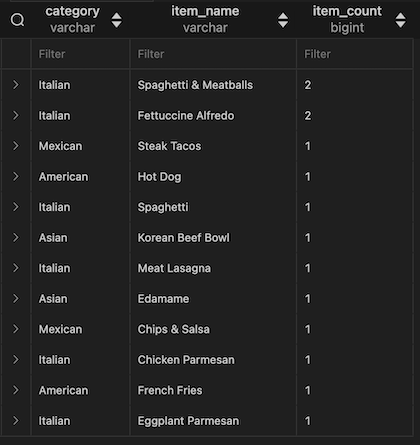 category item_name item_count
varchar varchar bigint
Filter Filter Filter
Italian Spaghetti & Meatballs 2
Italian Fettuccine Alfredo 2
Mexican Steak Tacos 1
American Hot Dog 1
Italian Spaghetti 1
Asian Korean Beef Bowl 1
Italian Meat Lasagna 1
Asian Edamame 1
Mexican Chips & Salsa 1
Italian Chicken Parmesan 1
American French Fries 1
Italian Eggplant Parmesan 1